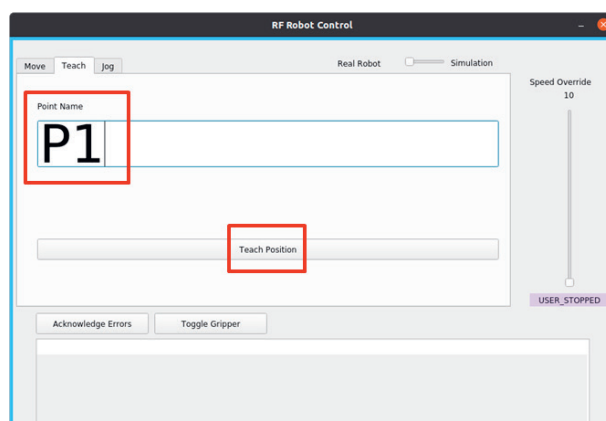 RF Robot Control
Move Teach Jog
Real Robot Simulation
Speed Override
10
Point Name
P1
Teach Position
USER_STOPPED
Acknowledge Errors Toggle Gripper